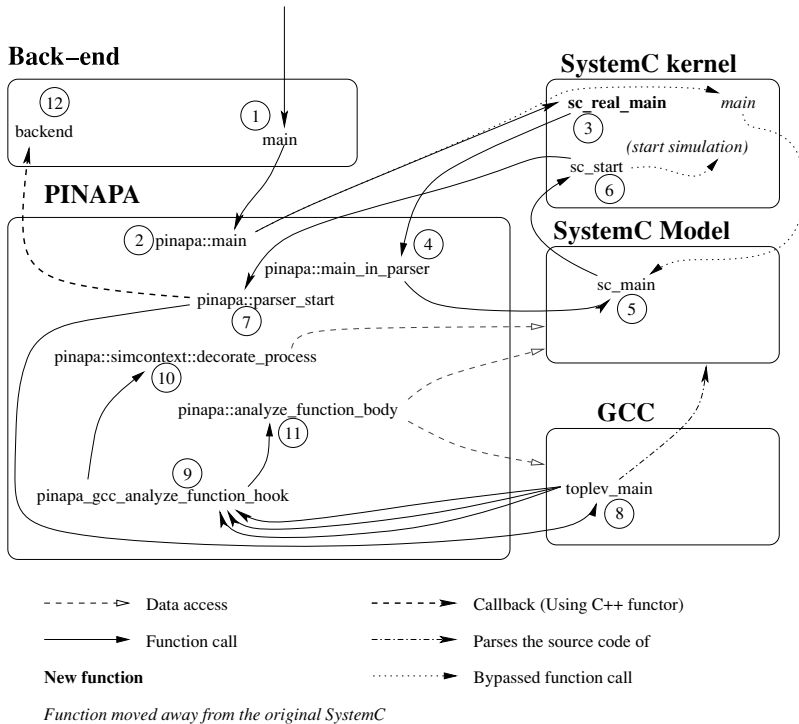 Back–end
12
backend
1
main
SystemC kernel
sc_real_main
main
3
(start simulation)
sc_start
6
PINAPA
2 pinapa::main
4
pinapa::main_in_parser
pinapa::parser_start
7
pinapa::simcontext::decorate_process
10
pinapa::analyze_function_body
11
9
pinapa_gcc_analyze_function_hook
SystemC Model
sc_main
5
GCC
toplev_main
8
Data access
Callback (Using C++ functor)
Function call
Parses the source code of
New function
Bypassed function call
Function moved away from the original SystemC